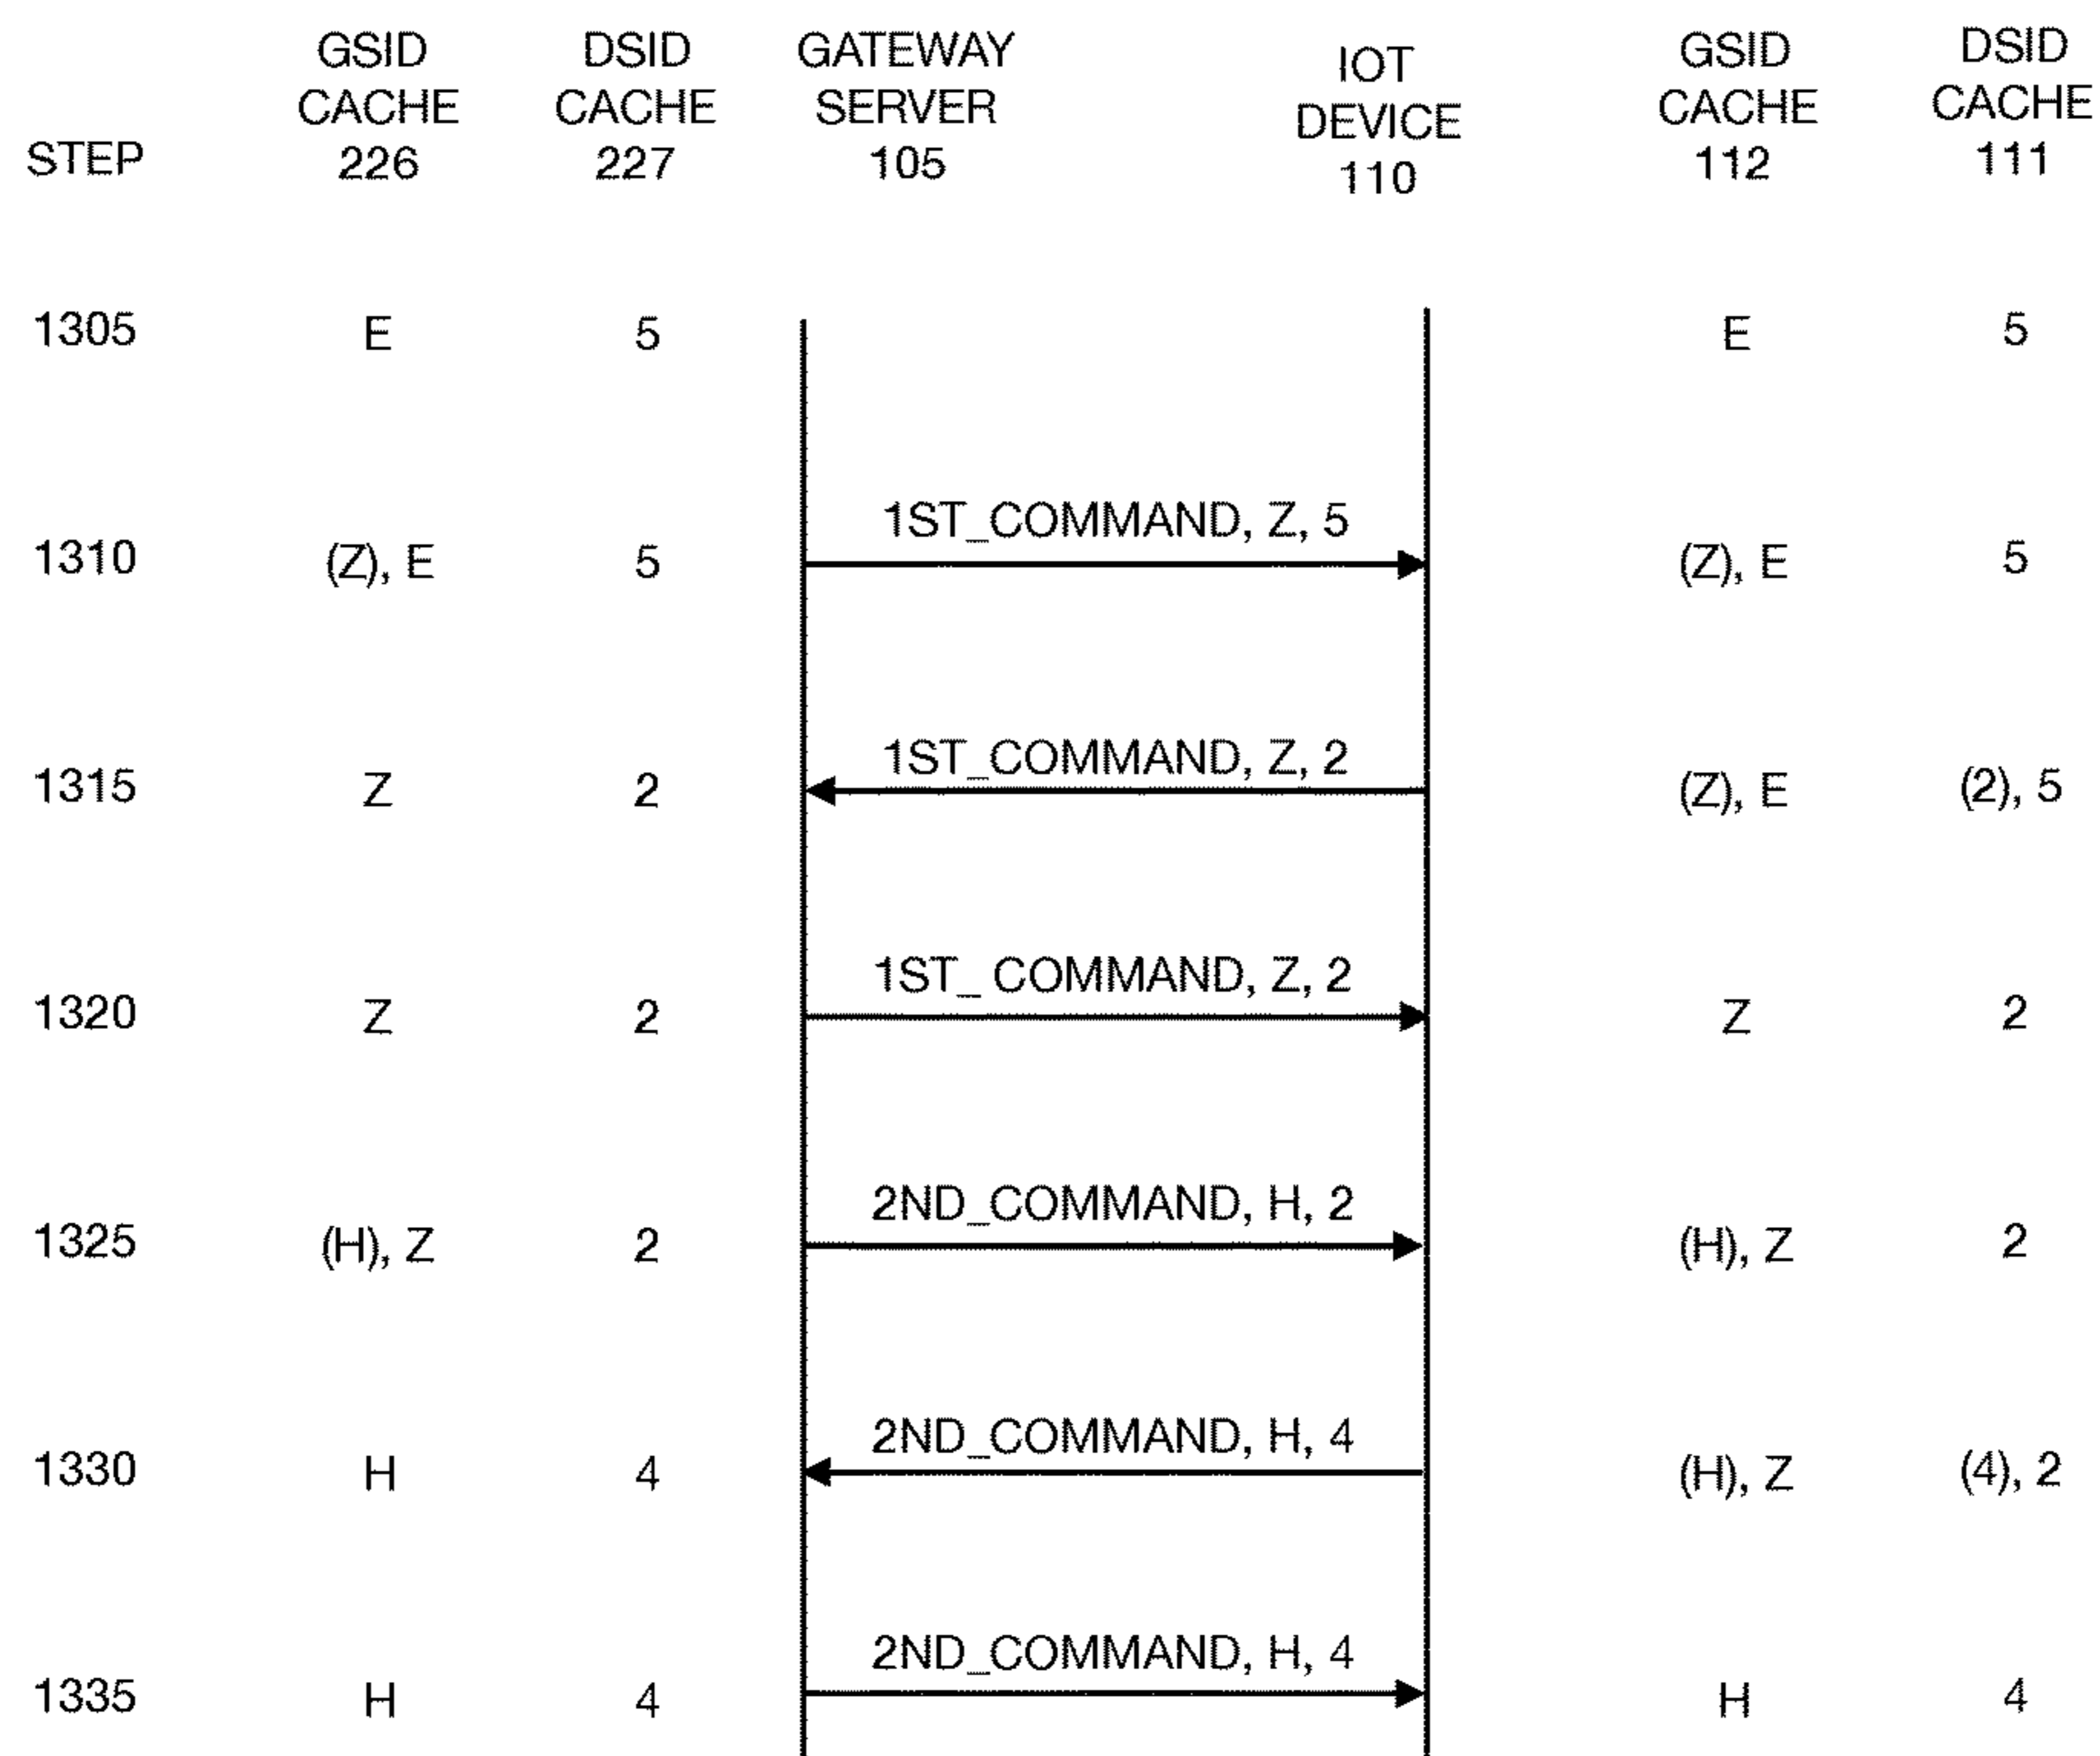 STEP
GSID
CACHE
226
DSID
CACHE
227
GATEWAY
SERVER
105
IOT
DEVICE
110
GSID
CACHE
112
DSID
CACHE
111
1305 E 5 E 5
1ST_COMMAND, Z, 5
1310 (Z), E 5 (Z), E 5
1ST_COMMAND, Z, 2
1315 Z 2 (Z), E (2), 5
1ST_ COMMAND, Z, 2
1320 Z 2 Z 2
2ND_COMMAND, H, 2
1325 (H), Z 2 (H), Z 2
2ND_COMMAND, H, 4
1330 H 4 (H), Z (4), 2
2ND_COMMAND, H, 4
1335 H 4 H 4